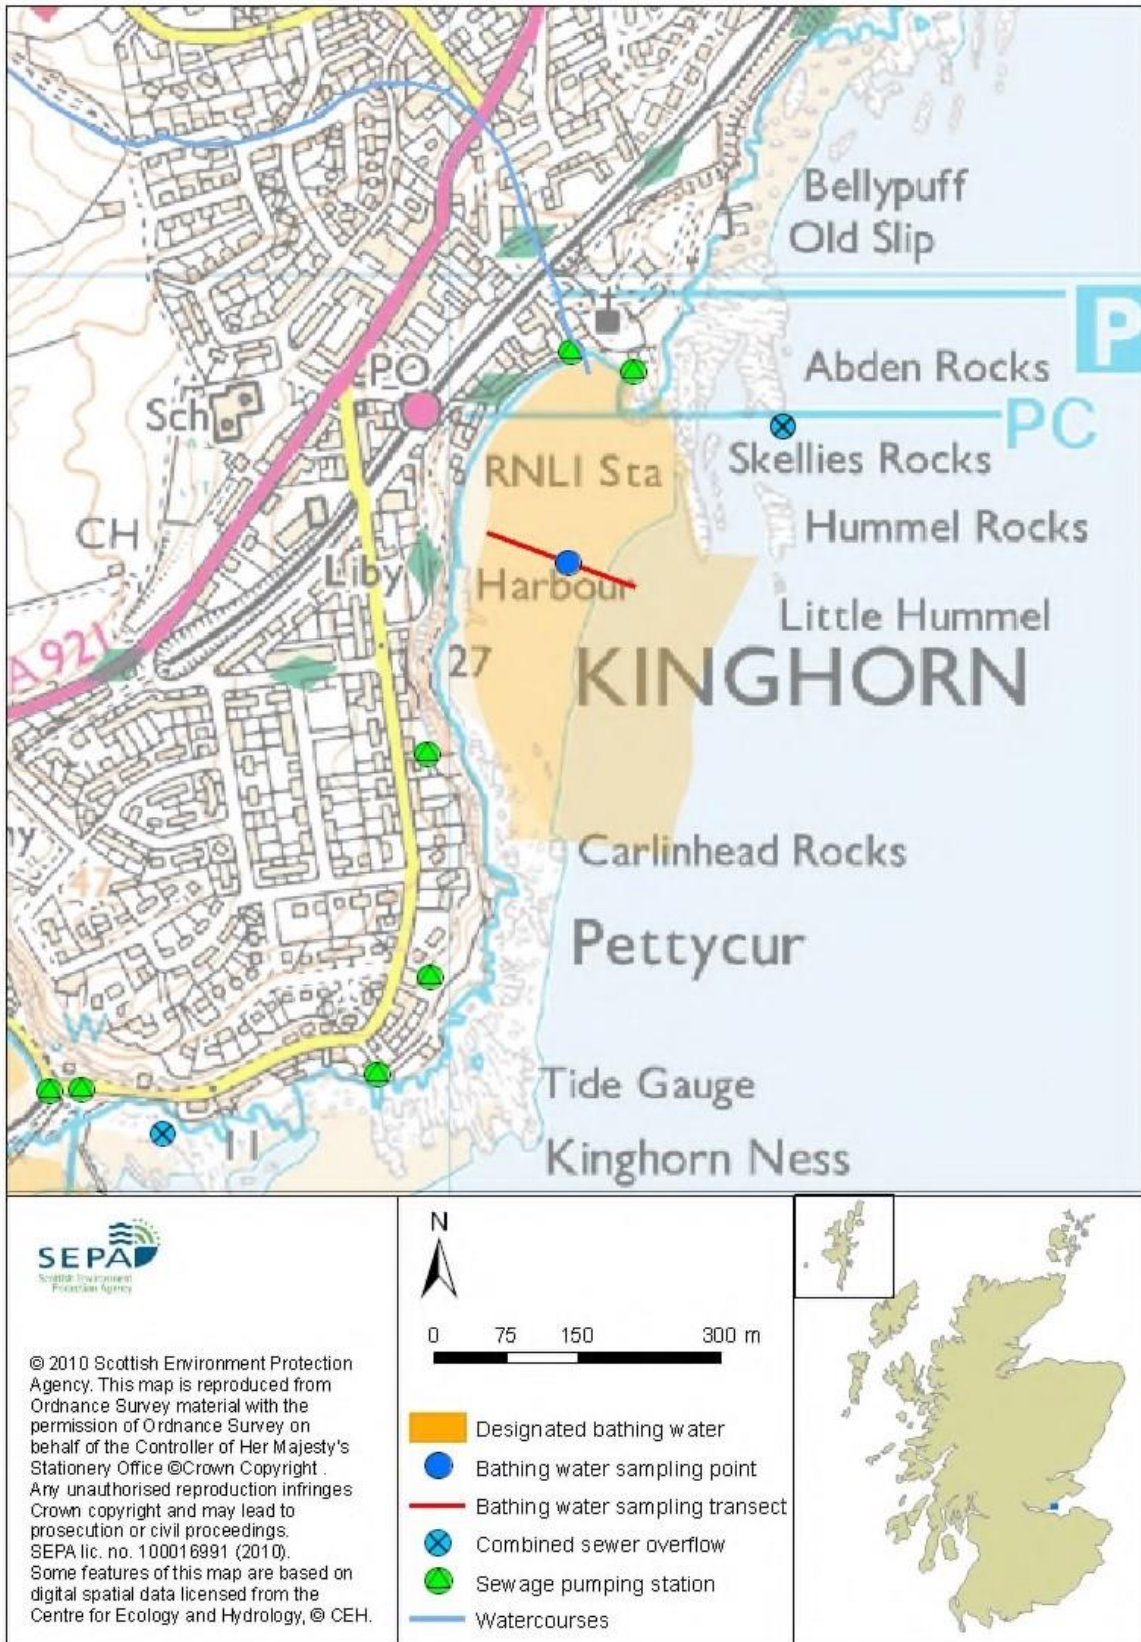 Bellypuff
Old Slip
P
PO
Abden Rocks
Sch
PC
RNLI Sta
Skellies Rocks
CH
Hummel Rocks
Liby
Harbour
Little Hummel
A 921
27
KINGHORN
Carlinhead Rocks
47
Pettycur
W
Tide Gauge
Kinghorn Ness
SEPA
Scottish Environment
Protection Agency
© 2010 Scottish Environment Protection
Agency. This map is reproduced from
Ordnance Survey material with the
permission of Ordnance Survey on
behalf of the Controller of Her Majesty's
Stationery Office ©Crown Copyright .
Any unauthorised reproduction infringes
Crown copyright and may lead to
prosecution or civil proceedings.
SEPA lic. no. 100016991 (2010).
Some features of this map are based on
digital spatial data licensed from the
Centre for Ecology and Hydrology, © CEH.
N
0 75 150 300 m
Designated bathing water
Bathing water sampling point
Bathing water sampling transect
Combined sewer overflow
Sewage pumping station
Watercourses